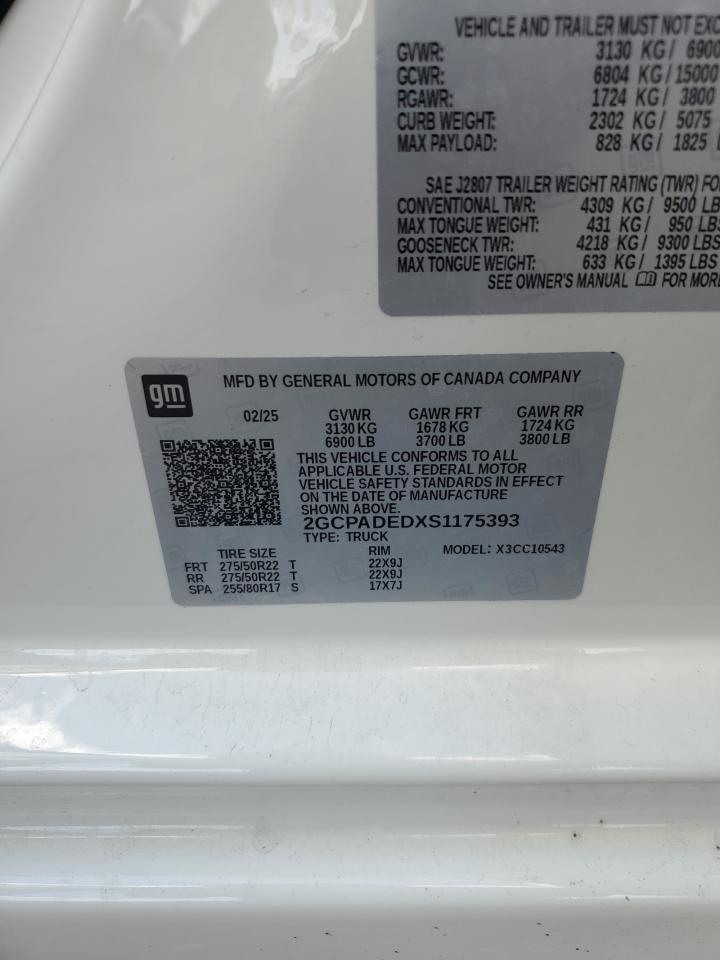 VEHICLE AND TRAILER MUST NOT EXC
GVWR: 3130 KG/ 6900
GCWR: 6804 KG/15000
RGAWR: 1724 KG/ 3800
CURB WEIGHT: 2302 KG/ 5075
MAX PAYLOAD: 828 KG/ 1825 L
SAE J2807 TRAILER WEIGHT RATING (TWR) FO
CONVENTIONAL TWR: 4309 KG/ 9500 LB
MAX TONGUE WEIGHT: 431 KG/ 950 LB
GOOSENECK TWR: 4218 KG/ 9300 LBS
MAX TONGUE WEIGHT: 633 KG/ 1395 LBS
SEE OWNER'S MANUAL FOR MORE
gm MFD BY GENERAL MOTORS OF CANADA COMPANY
02/25 GVWR GAWR FRT GAWR RR
3130 KG 1678 KG 1724 KG
6900 LB 3700 LB 3800 LB
THIS VEHICLE CONFORMS TO ALL
APPLICABLE U.S. FEDERAL MOTOR
VEHICLE SAFETY STANDARDS IN EFFECT
ON THE DATE OF MANUFACTURE
SHOWN ABOVE.
2GCPADEDXS1175393
TYPE: TRUCK
TIRE SIZE RIM MODEL: X3CC10543
FRT 275/50R22 T 22X9J
RR 275/50R22 T 22X9J
SPA 255/80R17 S 17X7J